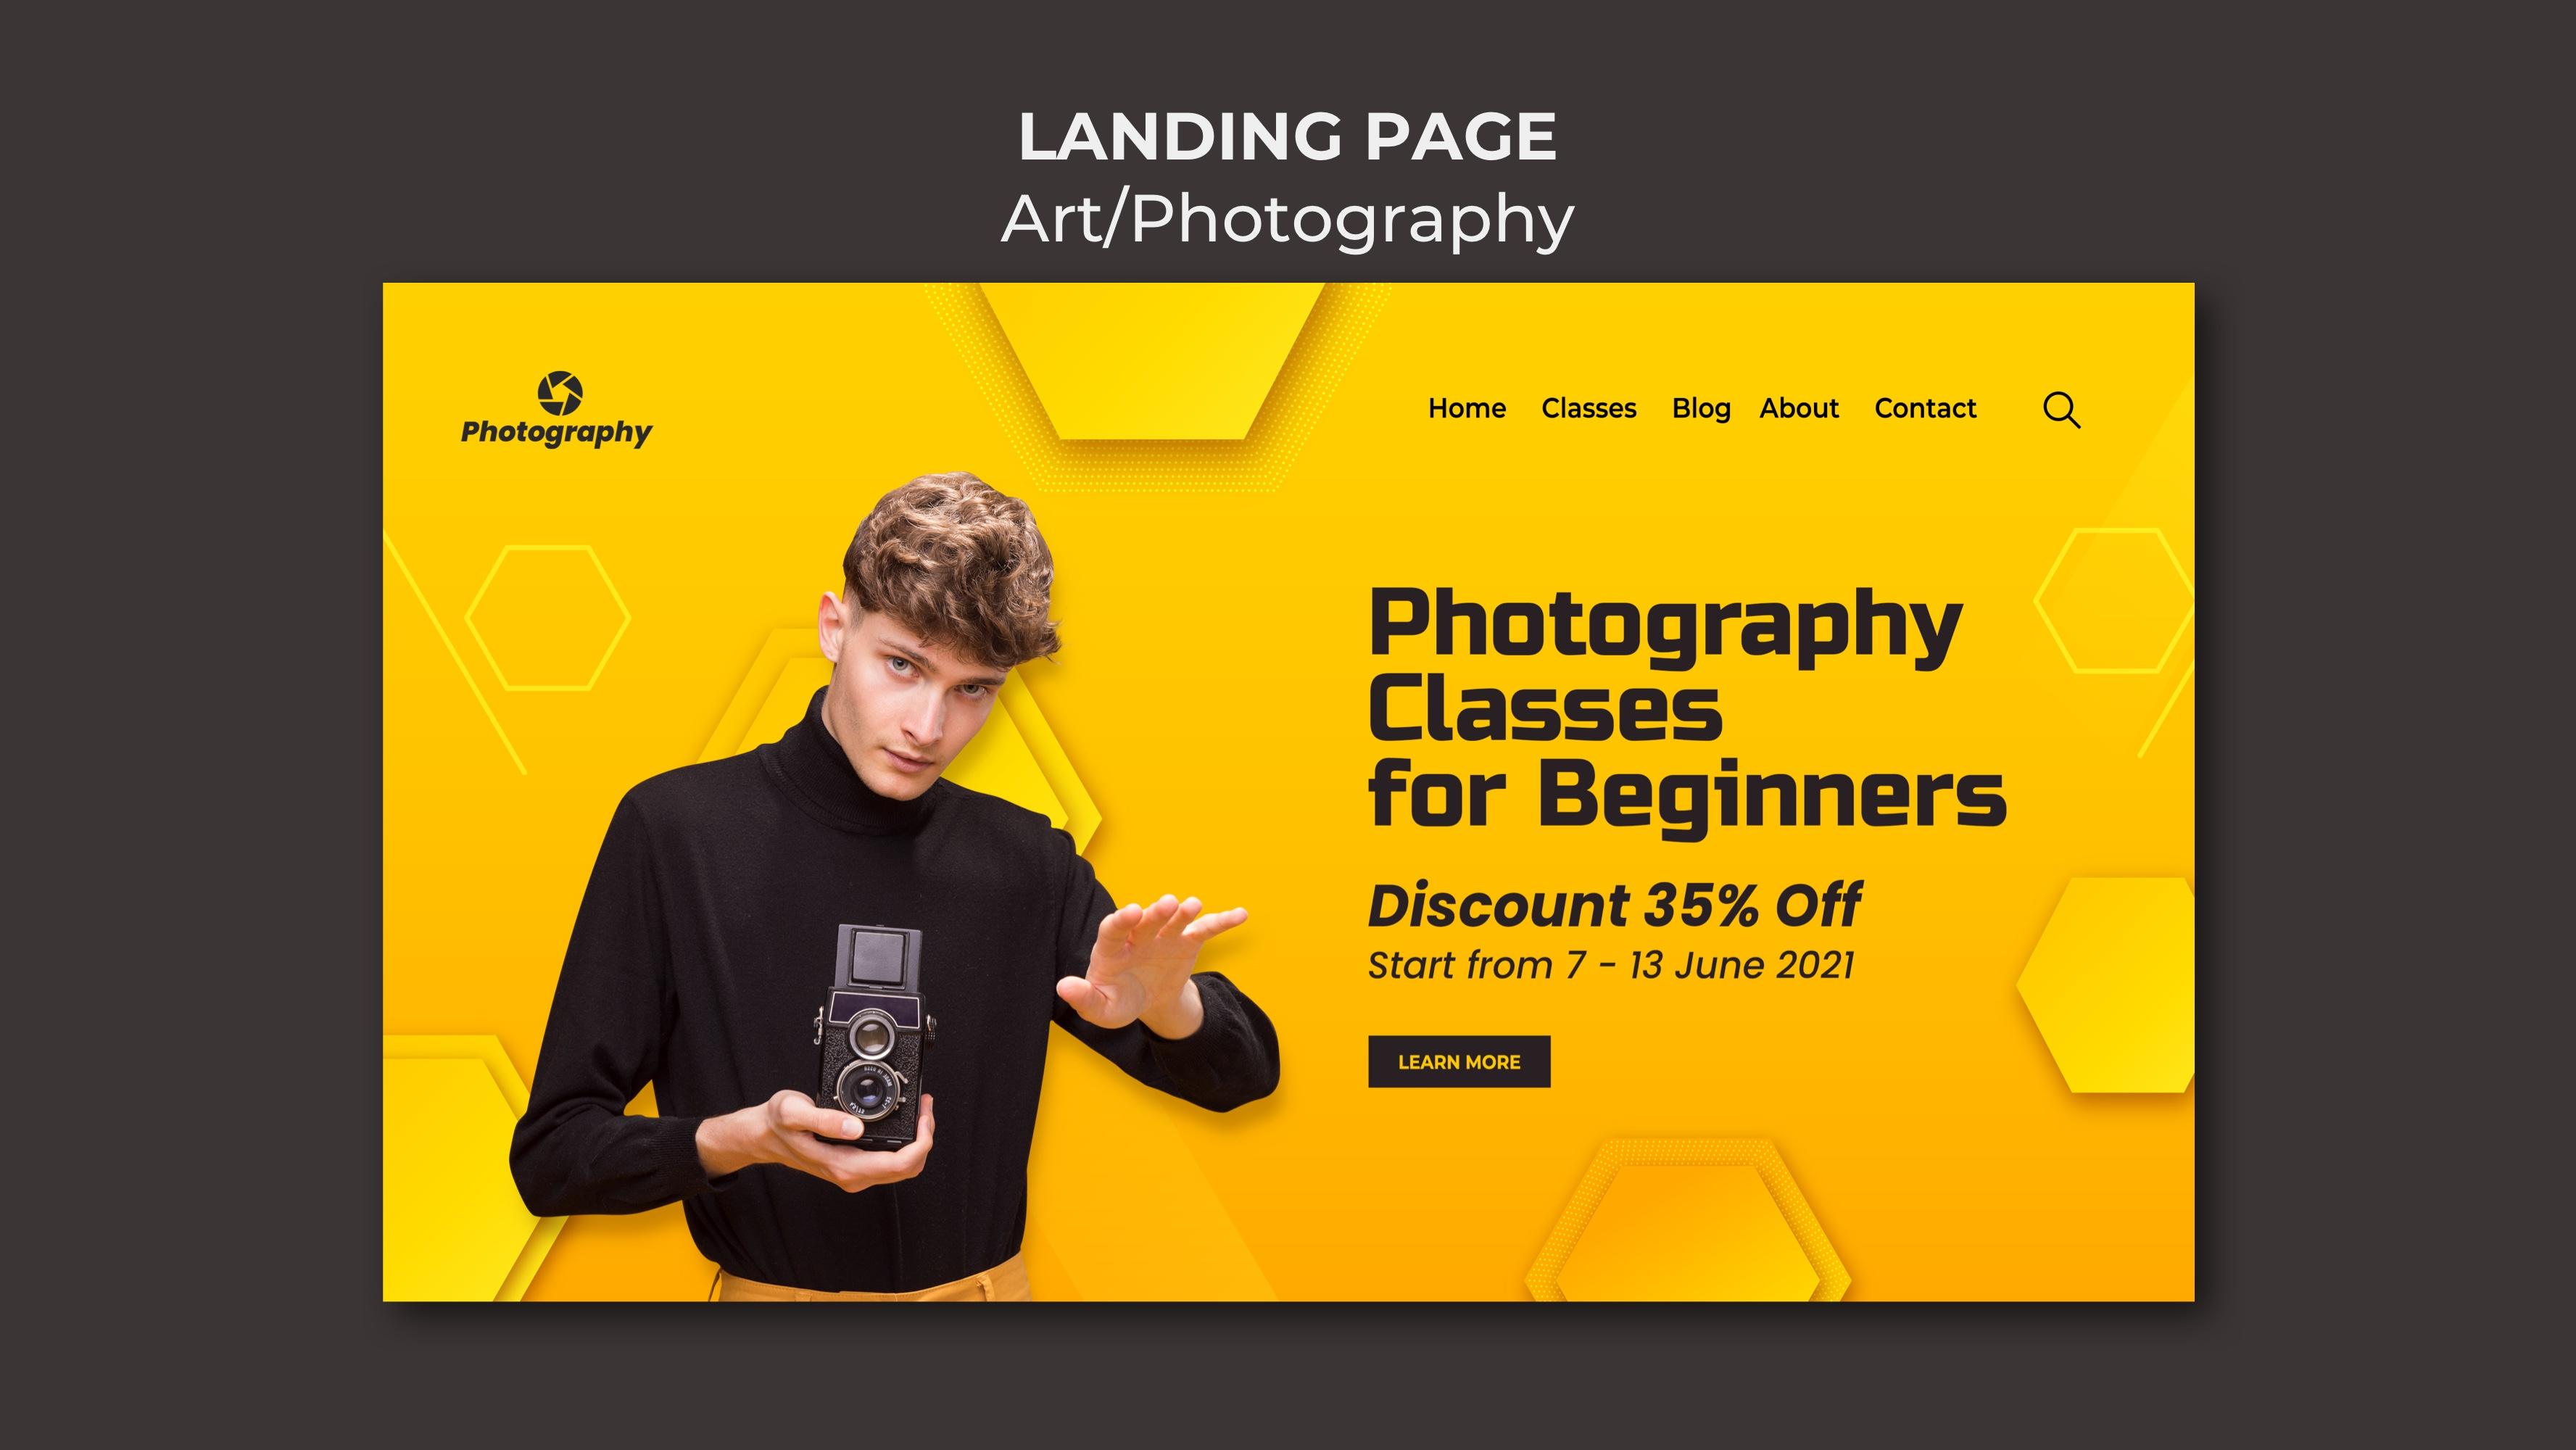 LANDING PAGE
Art/Photography
Photography
Home Classes Blog About Contact
Photography
Classes
for Beginners
Discount 35% Off
Start from 7 - 13 June 2021
LEARN MORE